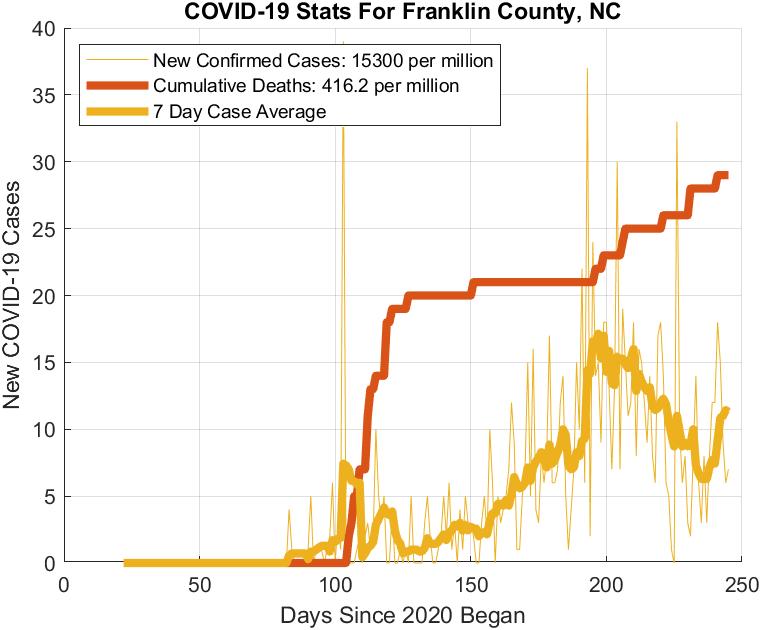 COVID-19 Stats For Franklin County, NC
New Confirmed Cases: 15300 per million
Cumulative Deaths: 416.2 per million
7 Day Case Average
New COVID-19 Cases
40
35
30
25
20
15
10
5
0
0 50 100 150 200 250
Days Since 2020 Began